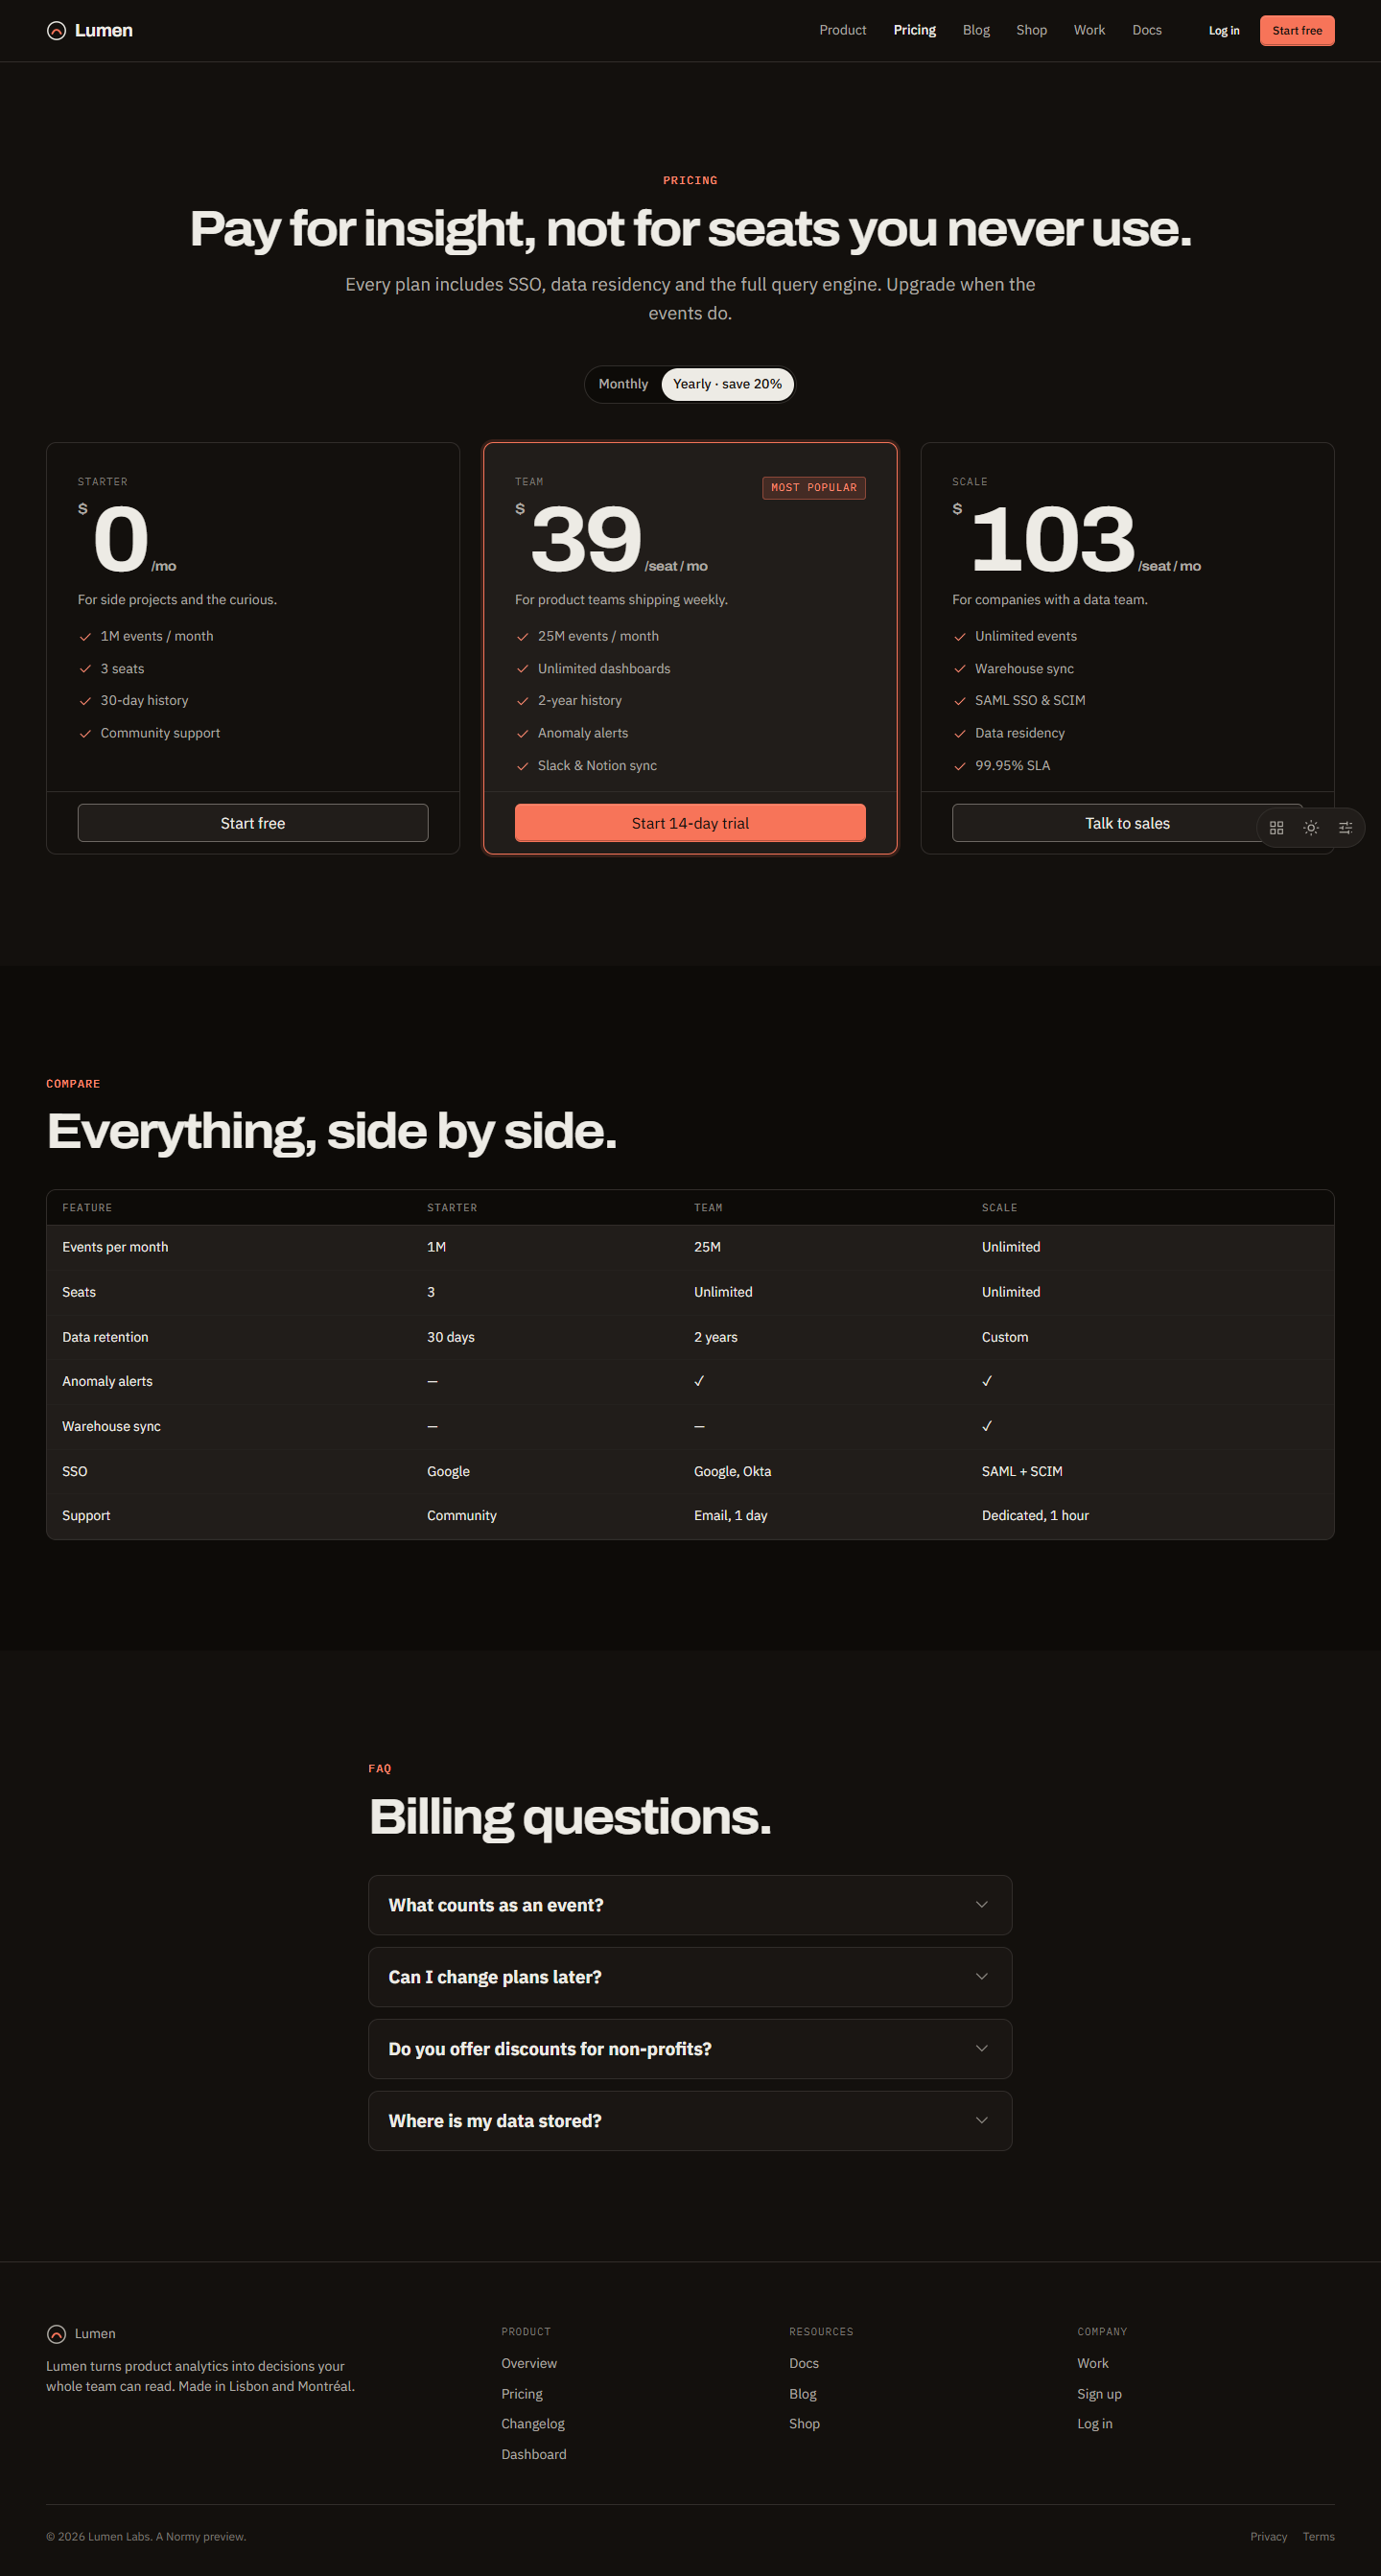 Lumen
Product Pricing Blog Shop Work Docs Log in Start free
PRICING
Pay for insight, not for seats you never use.
Every plan includes SSO, data residency and the full query engine. Upgrade when the
events do.
Monthly Yearly · save 20%
STARTER
$0/mo
For side projects and the curious.
✓ 1M events / month
✓ 3 seats
✓ 30-day history
✓ Community support
Start free
TEAM
MOST POPULAR
$39/seat / mo
For product teams shipping weekly.
✓ 25M events / month
✓ Unlimited dashboards
✓ 2-year history
✓ Anomaly alerts
✓ Slack & Notion sync
Start 14-day trial
SCALE
$103/seat / mo
For companies with a data team.
✓ Unlimited events
✓ Warehouse sync
✓ SAML SSO & SCIM
✓ Data residency
✓ 99.95% SLA
Talk to sales
COMPARE
Everything, side by side.
FEATURE STARTER TEAM SCALE
Events per month 1M 25M Unlimited
Seats 3 Unlimited Unlimited
Data retention 30 days 2 years Custom
Anomaly alerts — ✓ ✓
Warehouse sync — — ✓
SSO Google Google, Okta SAML + SCIM
Support Community Email, 1 day Dedicated, 1 hour
FAQ
Billing questions.
What counts as an event?
Can I change plans later?
Do you offer discounts for non-profits?
Where is my data stored?
Lumen
Lumen turns product analytics into decisions your
whole team can read. Made in Lisbon and Montréal.
PRODUCT
Overview
Pricing
Changelog
Dashboard
RESOURCES
Docs
Blog
Shop
COMPANY
Work
Sign up
Log in
© 2026 Lumen Labs. A Normy preview.
Privacy Terms